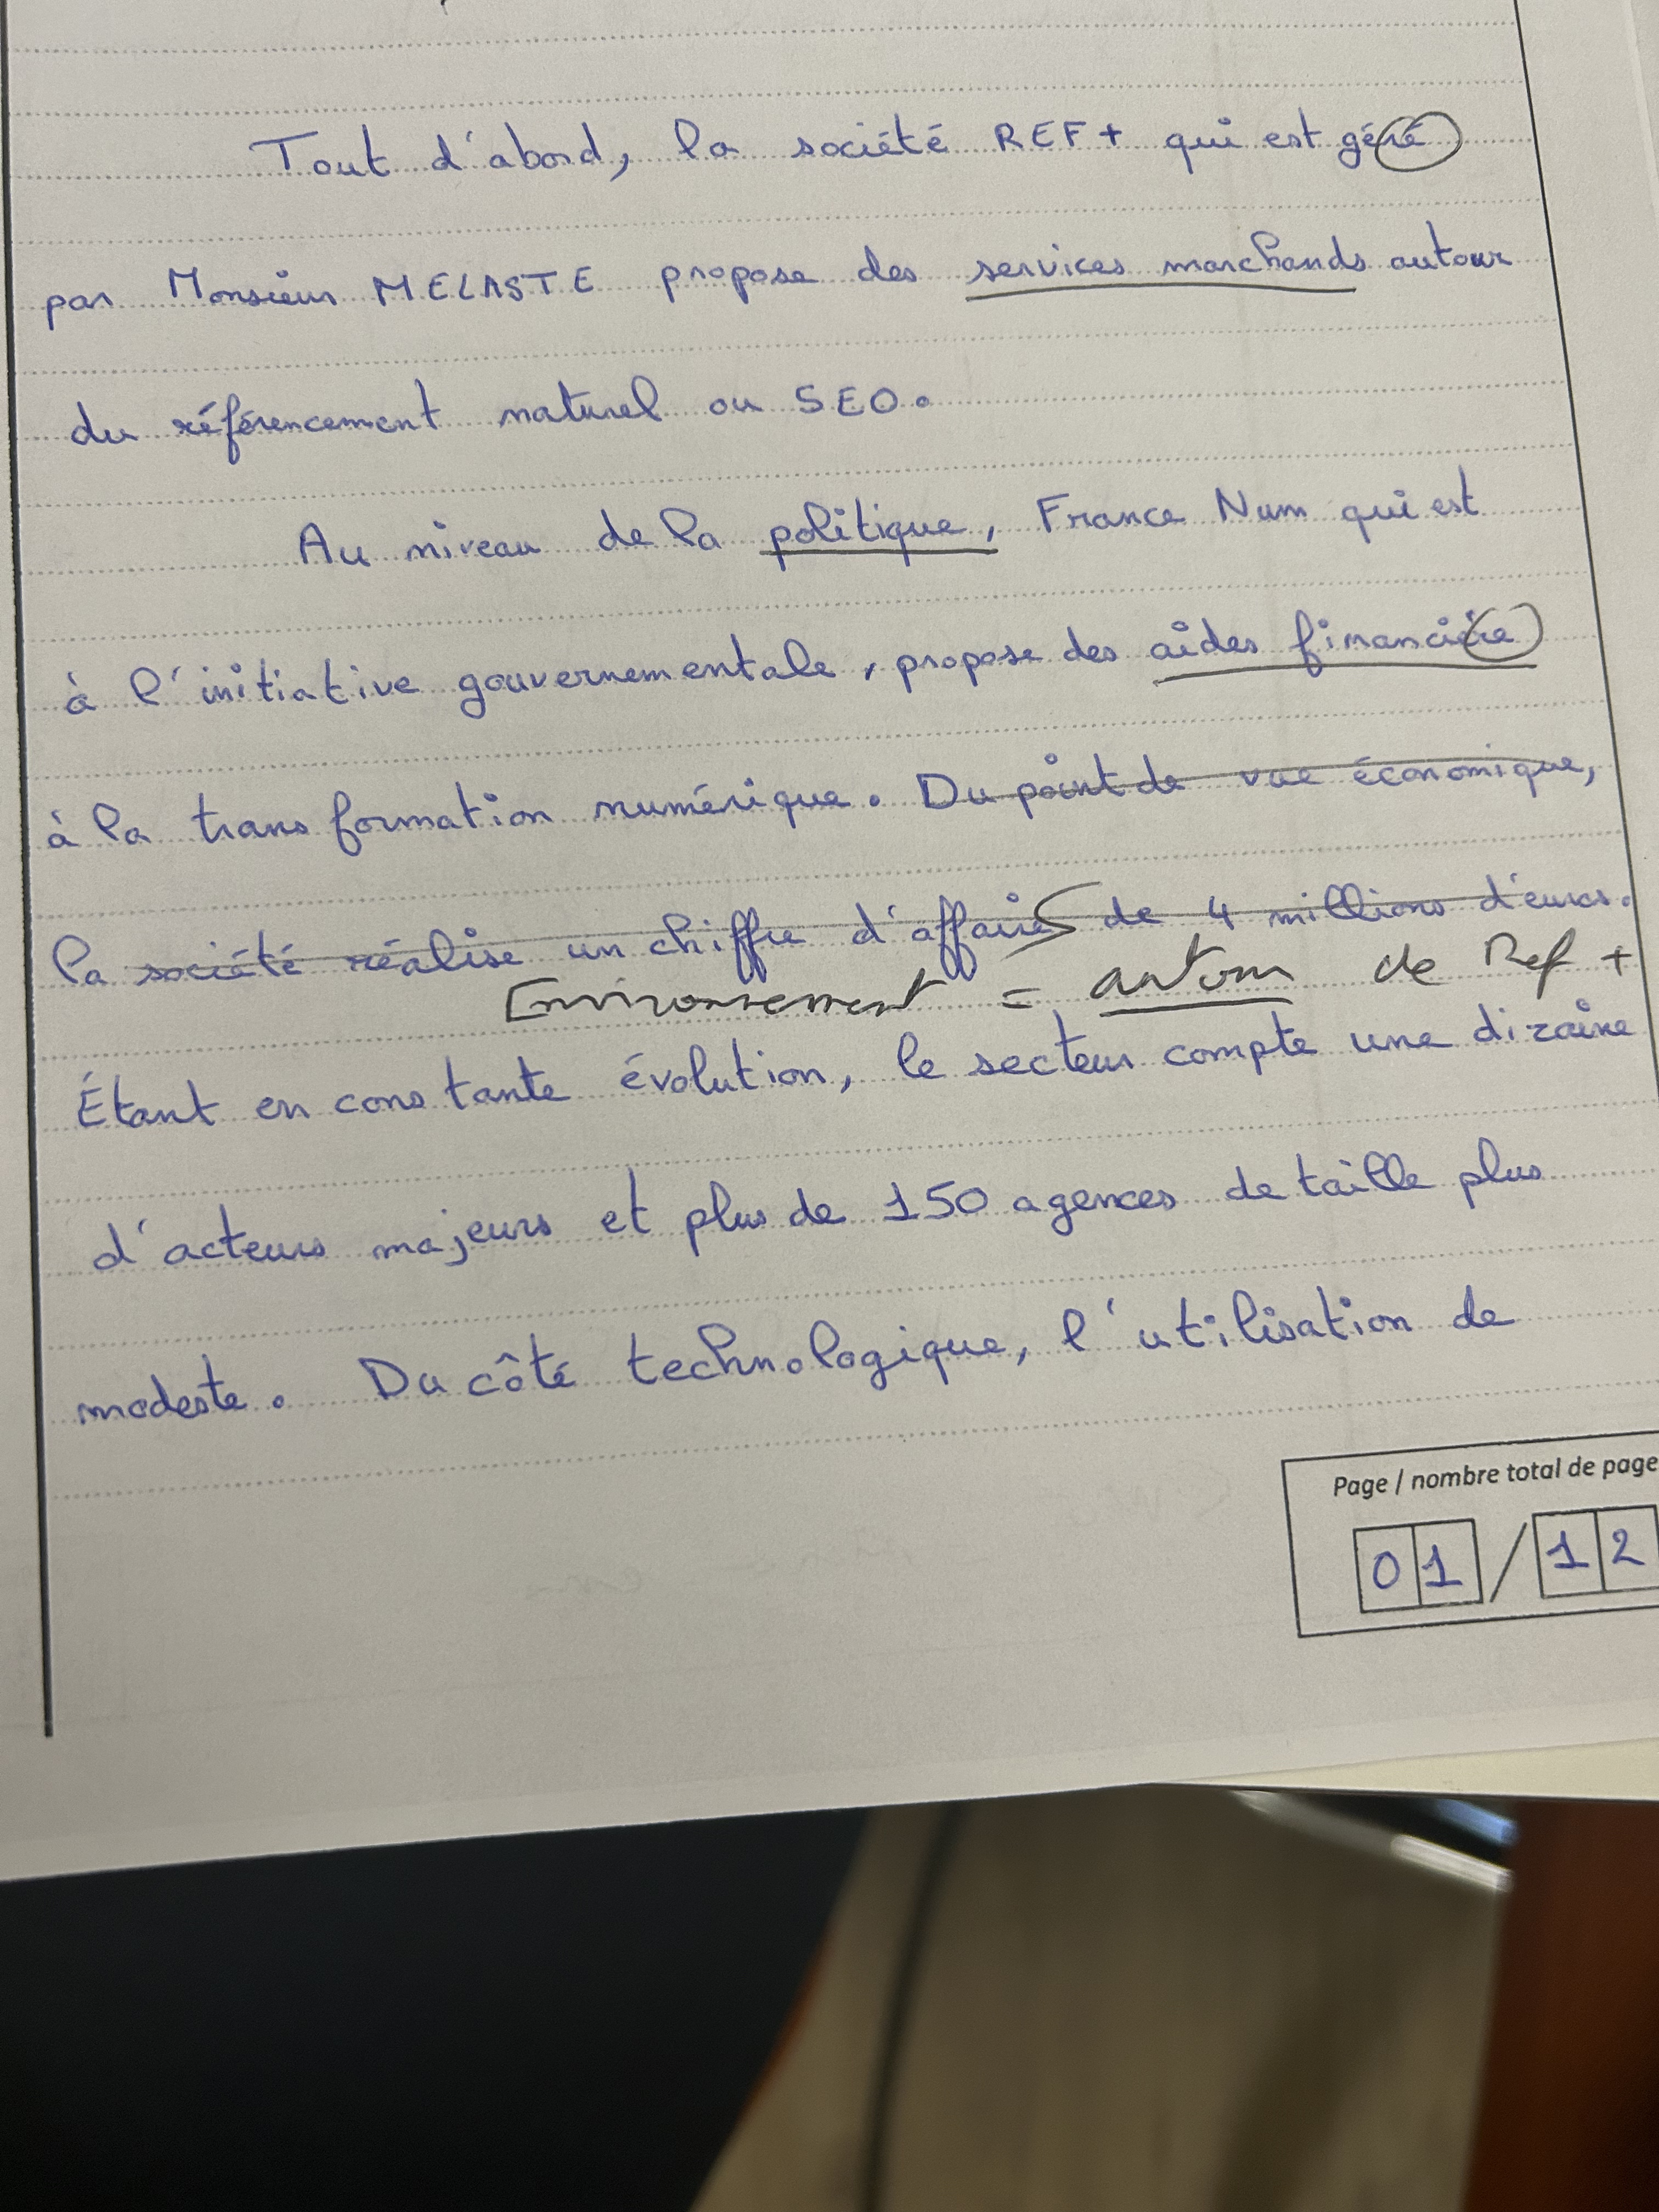 Tout d'abord, la société REF+ qui est géré
par Monsieur MELASTE propose des services marchands autour
du référencement naturel ou SEO.
Au niveau de la politique, France Num qui est
à l'initiative gouvernementale, propose des aides financière
à la transformation numérique. Du point de vue économique,
la société réalise un chiffre d'affaires de 4 millions d'euros.
Environnement = autour de Ref +
Étant en constante évolution, le secteur compte une dizaine
d'acteurs majeurs et plus de 150 agences de taille plus
modeste. Du côté technologique, l'utilisation de
Page / nombre total de page
01 / 12